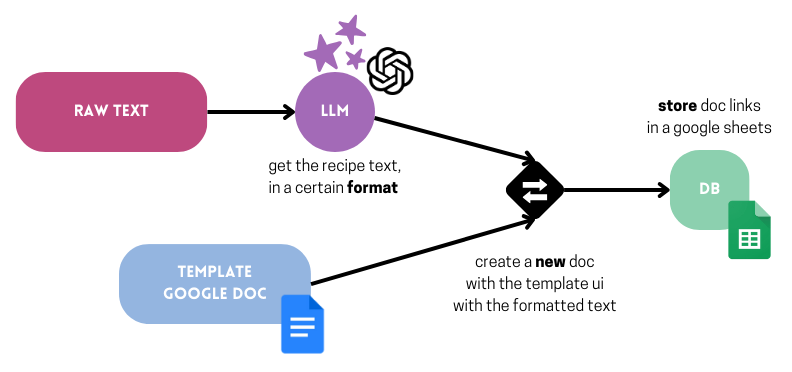 RAW TEXT
LLM
get the recipe text,
in a certain format
TEMPLATE
GOOGLE DOC
create a new doc
with the template ui
with the formatted text
store doc links
in a google sheets
DB